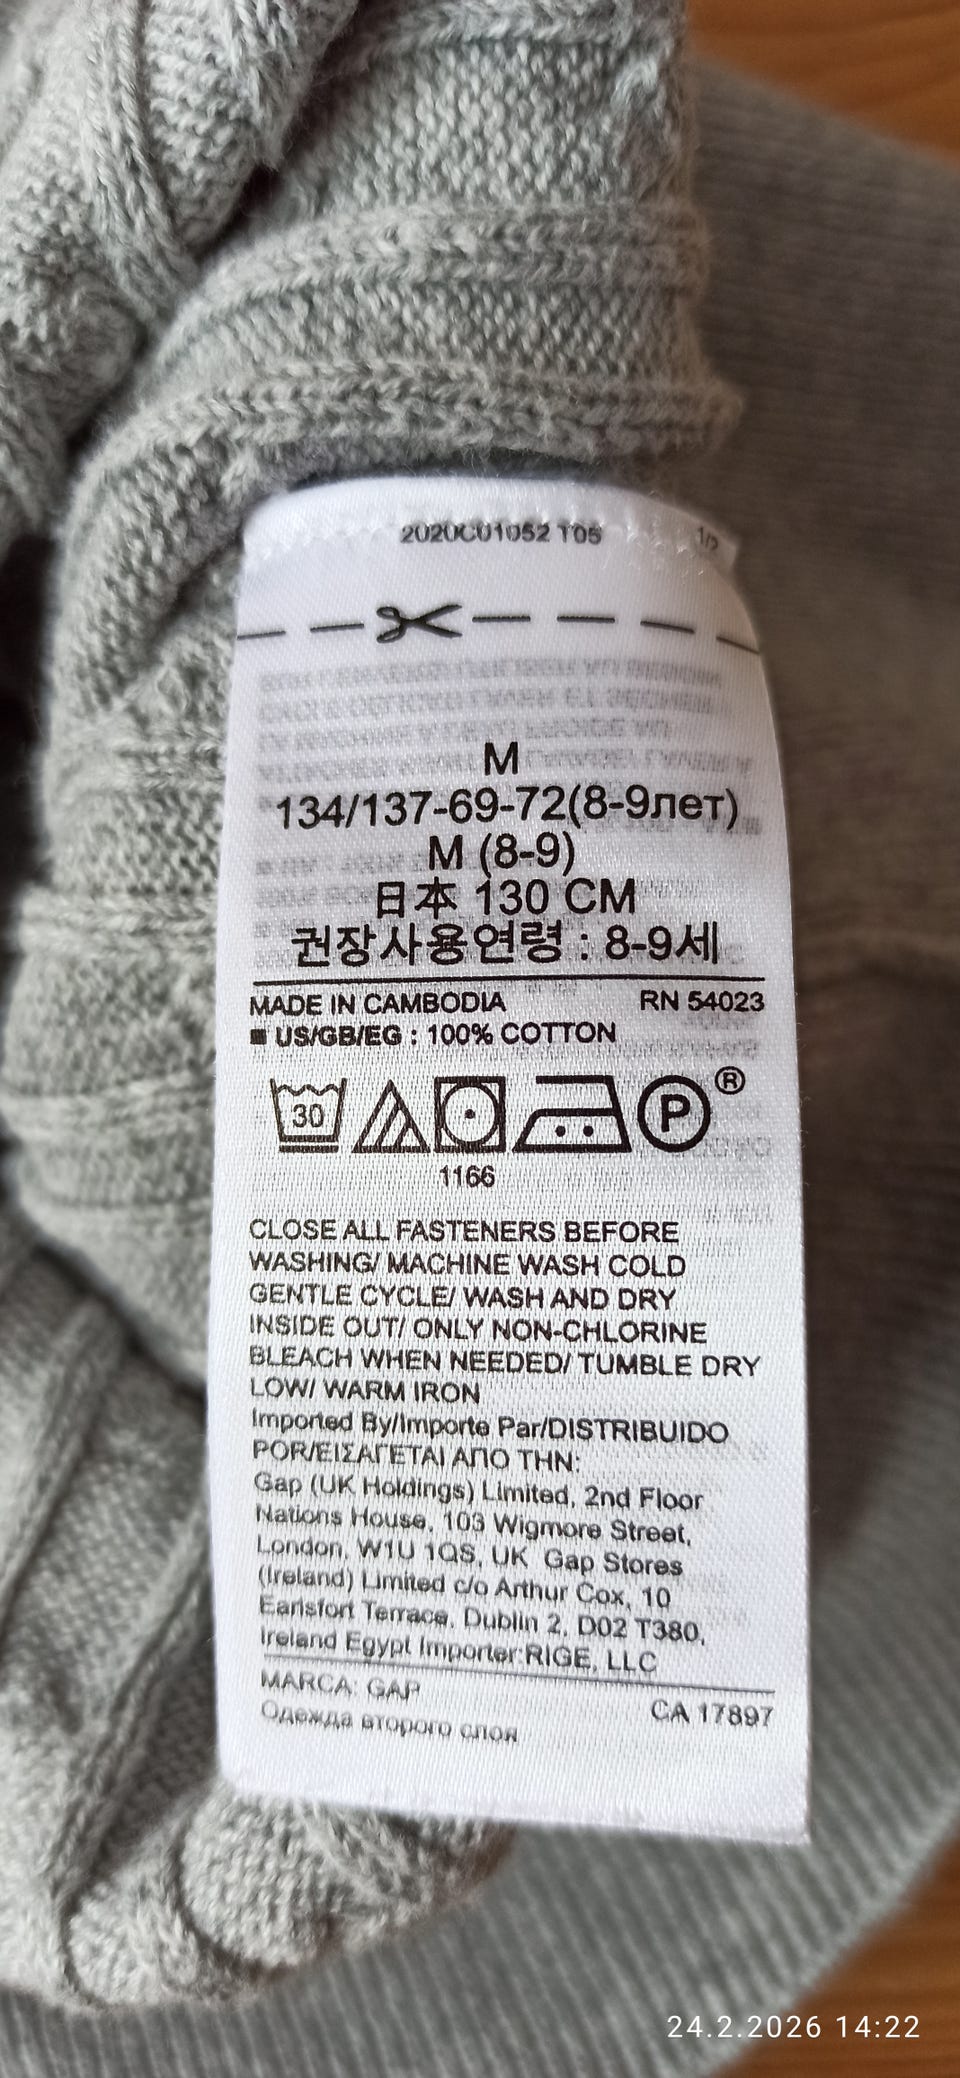 2020C01052 T05 1/2
M
134/137-69-72(8-9лет)
M (8-9)
日本 130 CM
권장사용연령 : 8-9세
MADE IN CAMBODIA RN 54023
■ US/GB/EG : 100% COTTON
30 P ®
1166
CLOSE ALL FASTENERS BEFORE
WASHING/ MACHINE WASH COLD
GENTLE CYCLE/ WASH AND DRY
INSIDE OUT/ ONLY NON-CHLORINE
BLEACH WHEN NEEDED/ TUMBLE DRY
LOW/ WARM IRON
Imported By/Importe Par/DISTRIBUIDO
POR/ΕΙΣΑΓΕΤΑΙ ΑΠΟ ΤΗΝ:
Gap (UK Holdings) Limited, 2nd Floor
Nations House, 103 Wigmore Street,
London, W1U 1QS, UK Gap Stores
(Ireland) Limited c/o Arthur Cox, 10
Earlsfort Terrace, Dublin 2, D02 T380,
Ireland Egypt Importer:RIGE, LLC
MARCA: GAP CA 17897
Одежда второго слоя
24.2.2026 14:22